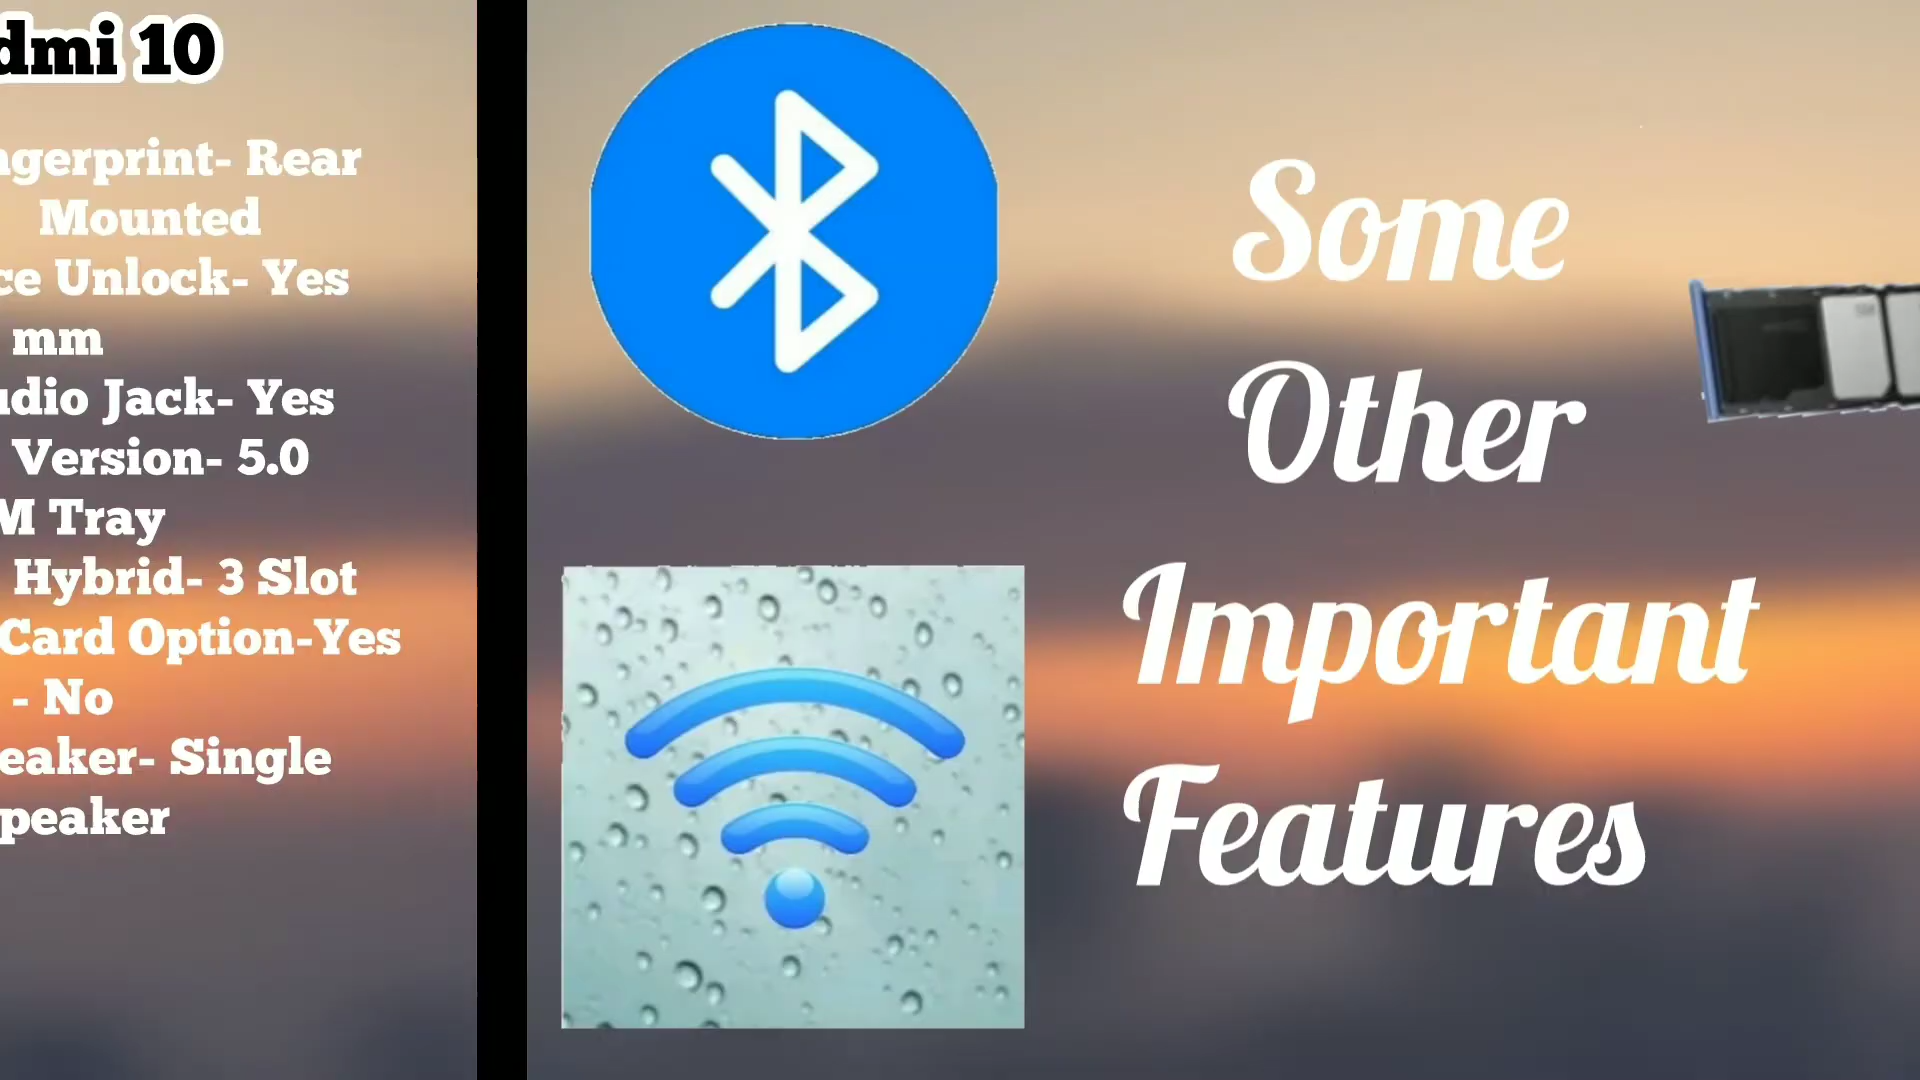 dmi 10
ngerprint- Rear
Mounted
ce Unlock- Yes
mm
udio Jack- Yes
Version- 5.0
M Tray
Hybrid- 3 Slot
Card Option-Yes
- No
eaker- Single
peaker
Some
Other
Important
Features